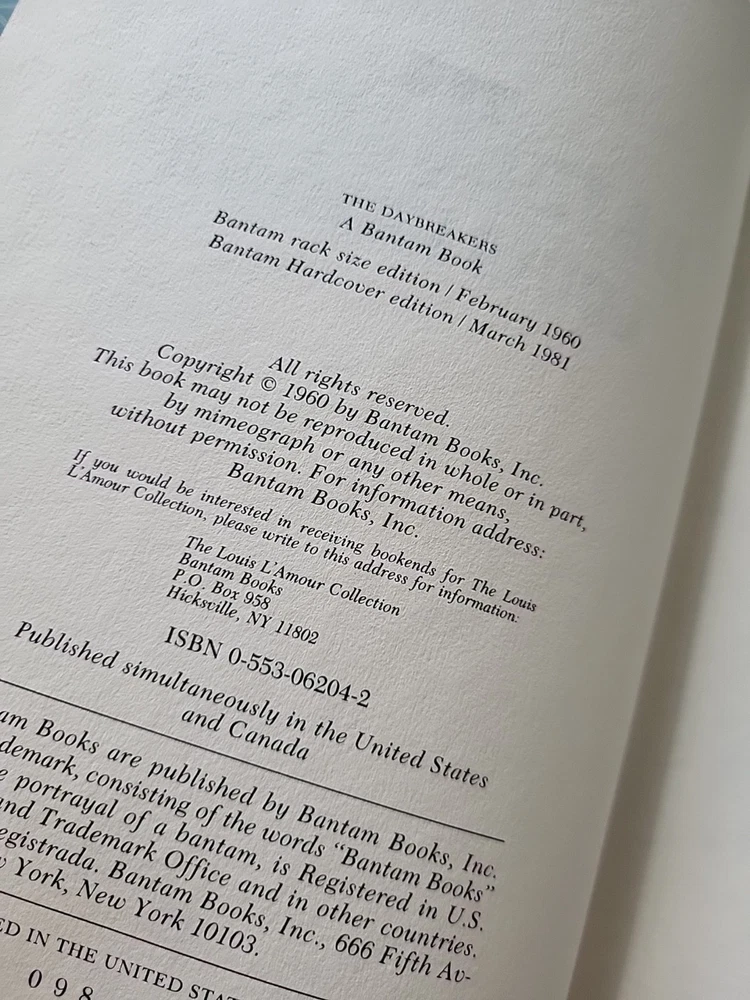 THE DAYBREAKERS
A Bantam Book
Bantam rack size edition / February 1960
Bantam Hardcover edition / March 1981
All rights reserved.
Copyright © 1960 by Bantam Books, Inc.
This book may not be reproduced in whole or in part,
by mimeograph or any other means,
without permission. For information address:
Bantam Books, Inc.
If you would be interested in receiving bookends for The Louis
L'Amour Collection, please write to this address for information:
The Louis L'Amour Collection
Bantam Books
P.O. Box 958
Hicksville, NY 11802
ISBN 0-553-06204-2
Published simultaneously in the United States
and Canada
am Books are published by Bantam Books, Inc.
demark, consisting of the words "Bantam Books"
e portrayal of a bantam, is Registered in U.S.
and Trademark Office and in other countries.
egistrada. Bantam Books, Inc., 666 Fifth Av-
York, New York 10103.
ED IN THE UNITED STAT
0 9 8